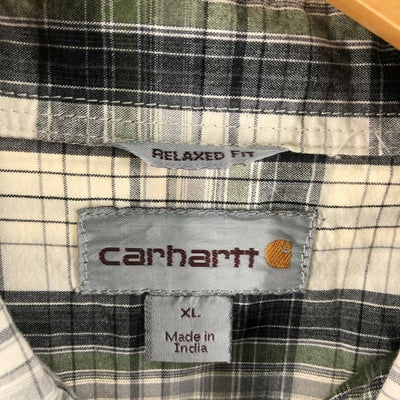 RELAXED FIT
carhartt
XL
Made in
India